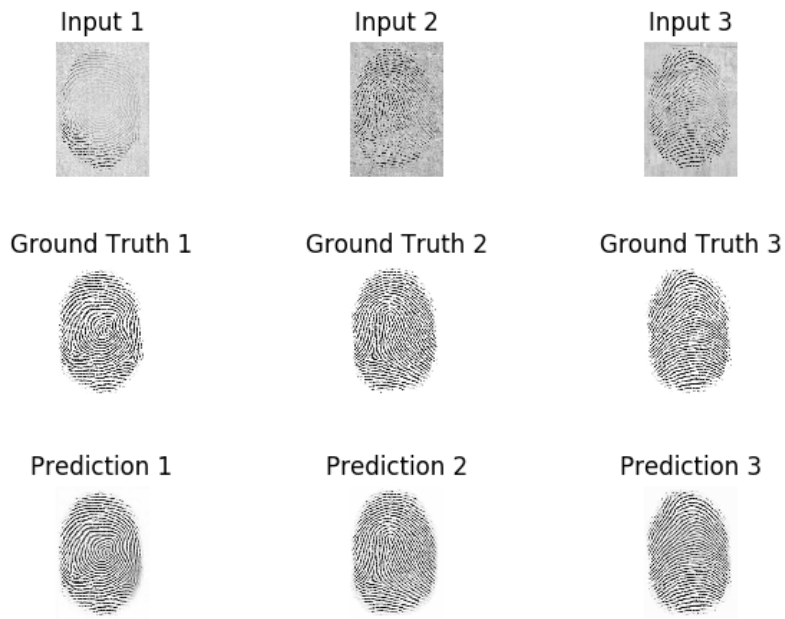 Input 1
Input 2
Input 3
Ground Truth 1
Ground Truth 2
Ground Truth 3
Prediction 1
Prediction 2
Prediction 3